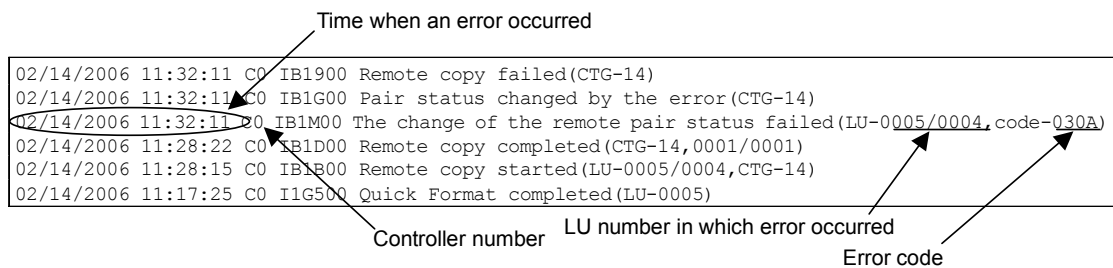 Time when an error occurred
02/14/2006 11:32:11 C0 IB1900 Remote copy failed(CTG-14)
02/14/2006 11:32:11 C0 IB1G00 Pair status changed by the error(CTG-14)
02/14/2006 11:32:11 C0 IB1M00 The change of the remote pair status failed(LU-0005/0004,code-030A)
02/14/2006 11:28:22 C0 IB1D00 Remote copy completed(CTG-14,0001/0001)
02/14/2006 11:28:15 C0 IB1B00 Remote copy started(LU-0005/0004,CTG-14)
02/14/2006 11:17:25 C0 I1G500 Quick Format completed(LU-0005)
Controller number
LU number in which error occurred
Error code